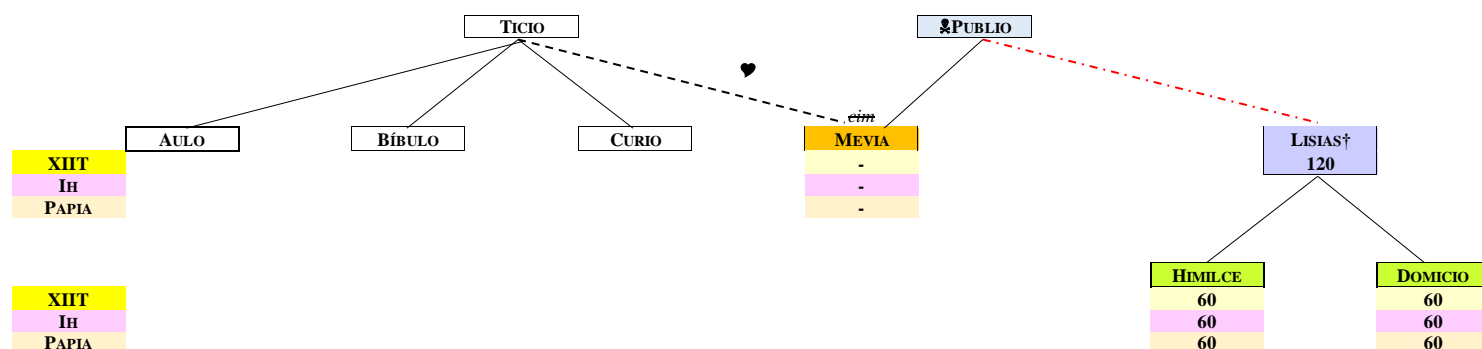 TICIO ☠PUBLIO
cim
AULO BÍBULO CURIO MEVIA LISIAS†
XIIT - 120
IH -
PAPIA -
HIMILCE DOMICIO
XIIT 60 60
IH 60 60
PAPIA 60 60